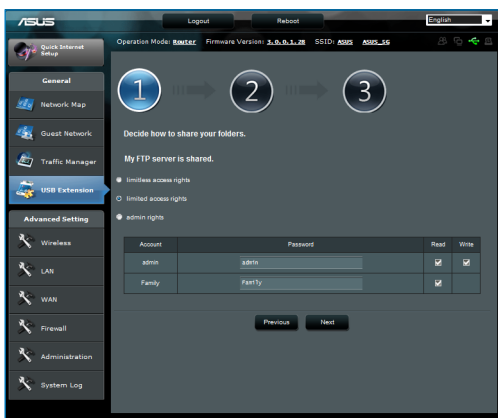 ASUS
Logout Reboot English
Quick Internet Setup
Operation Mode: Router Firmware Version: 3.0.0.1.28 SSID: ASUS ASUS_5G
General
Network Map
Guest Network
Traffic Manager
USB Extension
Advanced Setting
Wireless
LAN
WAN
Firewall
Administration
System Log
1 2 3
Decide how to share your folders.
My FTP server is shared.
limitless access rights
limited access rights
admin rights
Account Password Read Write
admin admin
Family Family
Previous Next